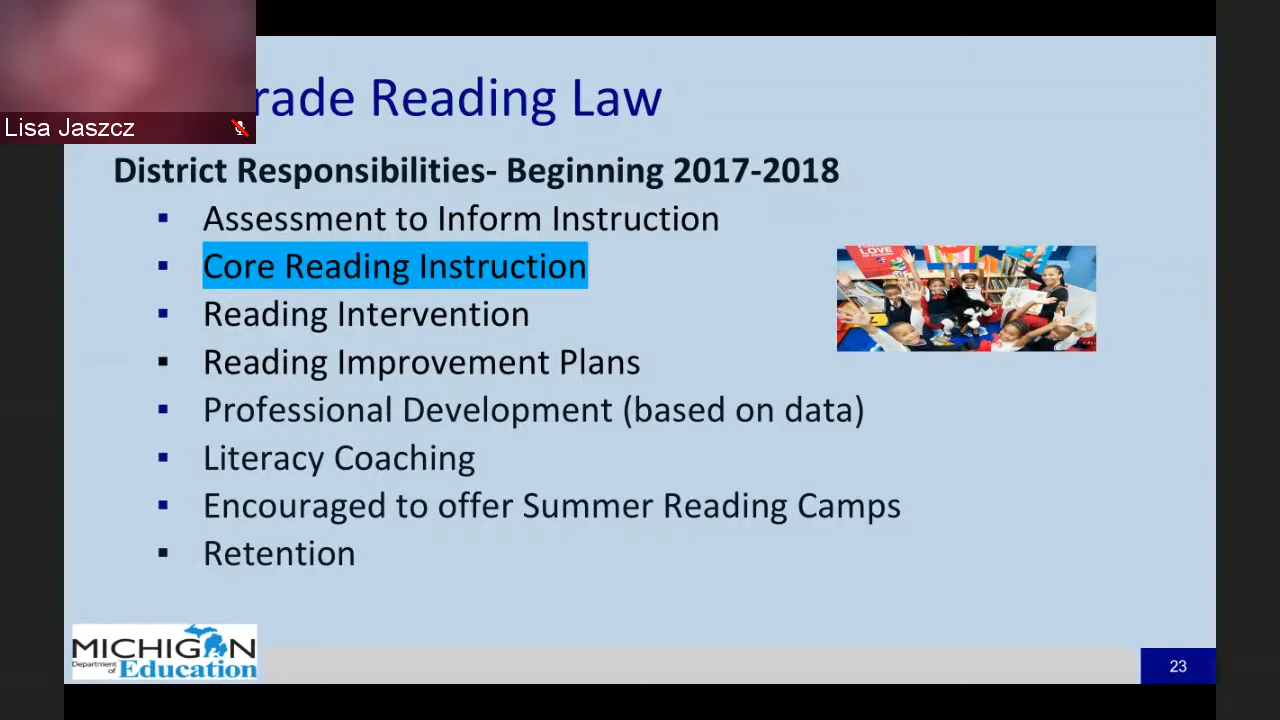 Lisa Jaszcz
rade Reading Law
District Responsibilities- Beginning 2017-2018
▪ Assessment to Inform Instruction
▪ Core Reading Instruction
▪ Reading Intervention
▪ Reading Improvement Plans
▪ Professional Development (based on data)
▪ Literacy Coaching
▪ Encouraged to offer Summer Reading Camps
▪ Retention
LOVE
MICHIGAN
Department of Education
23